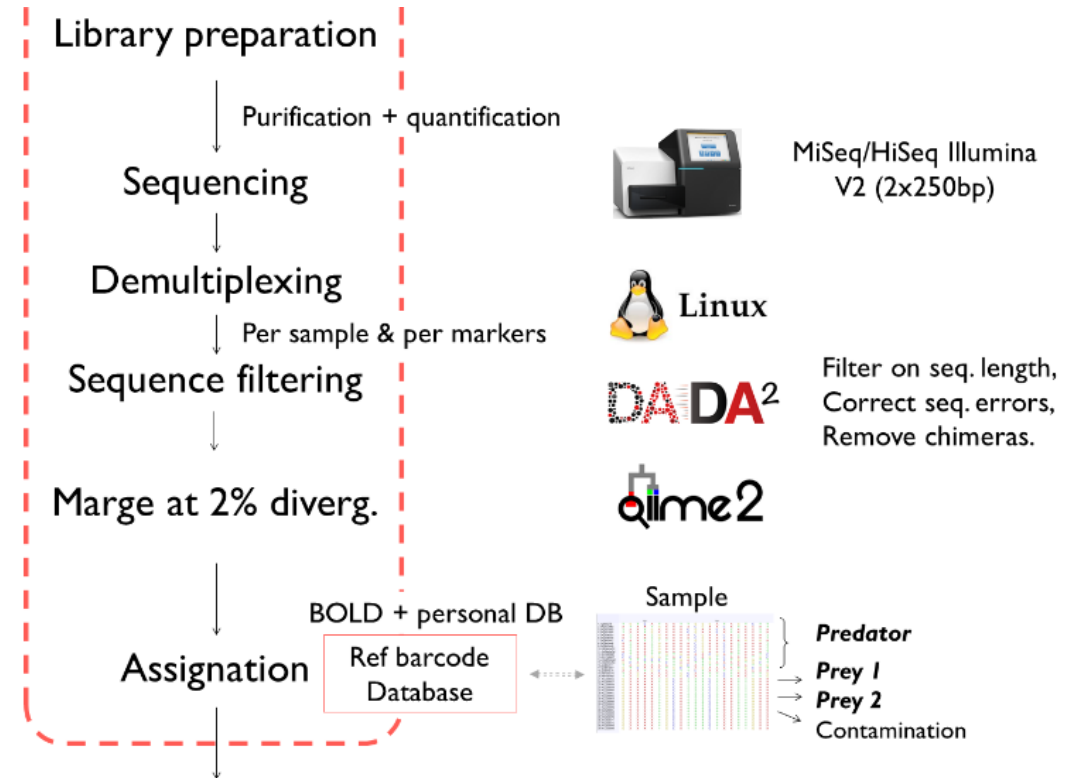 Library preparation
Purification + quantification
Sequencing
MiSeq/HiSeq Illumina
V2 (2x250bp)
Demultiplexing
Linux
Per sample & per markers
Sequence filtering
DADA2
Filter on seq. length,
Correct seq. errors,
Remove chimeras.
Marge at 2% diverg.
qiime2
BOLD + personal DB
Assignation
Ref barcode
Database
Sample
Predator
Prey 1
Prey 2
Contamination